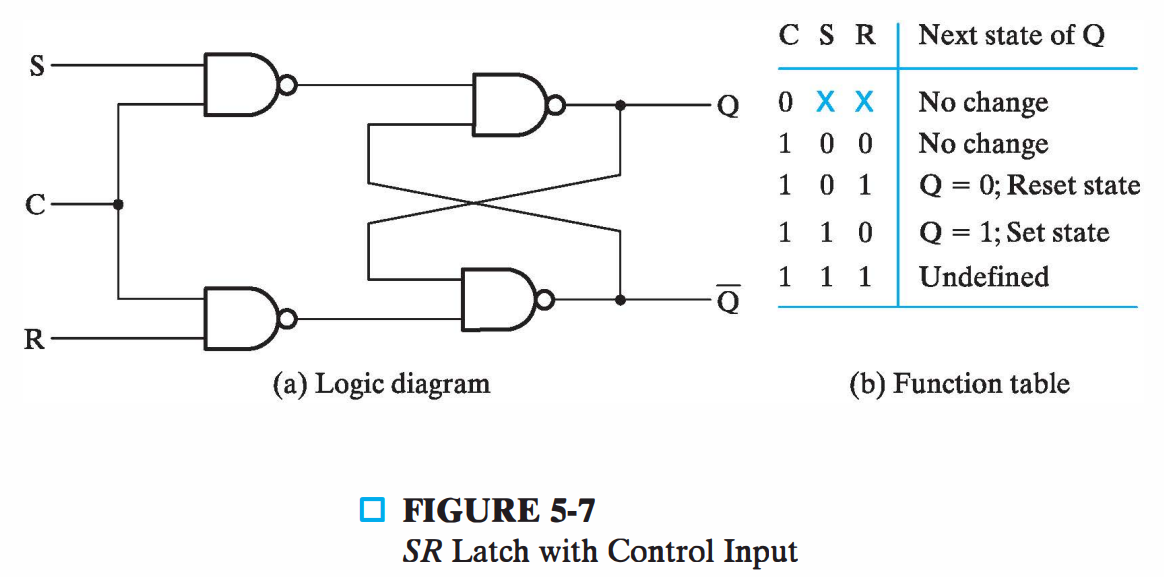 S
C
R
Q
Q̅
(a) Logic diagram
C S R Next state of Q
0 X X No change
1 0 0 No change
1 0 1 Q = 0; Reset state
1 1 0 Q = 1; Set state
1 1 1 Undefined
(b) Function table
FIGURE 5-7
SR Latch with Control Input